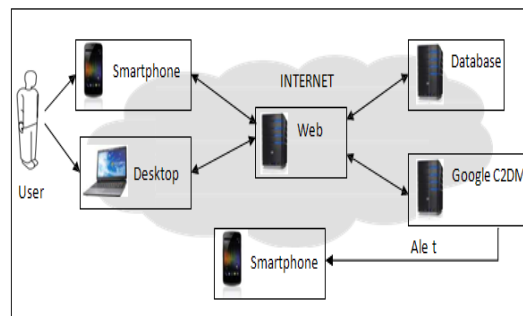 Smartphone
Database
INTERNET
Web
Desktop
Google C2DM
User
Ale t
Smartphone